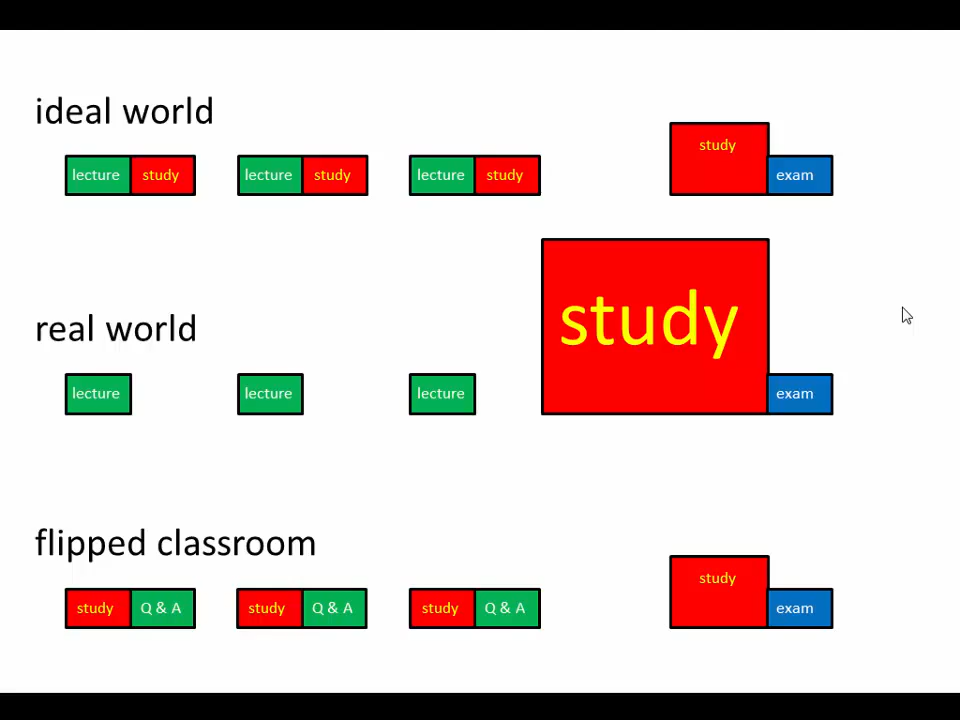 ideal world
study
lecture study lecture study lecture study exam
study
real world
lecture lecture lecture exam
flipped classroom
study
study Q & A study Q & A study Q & A exam